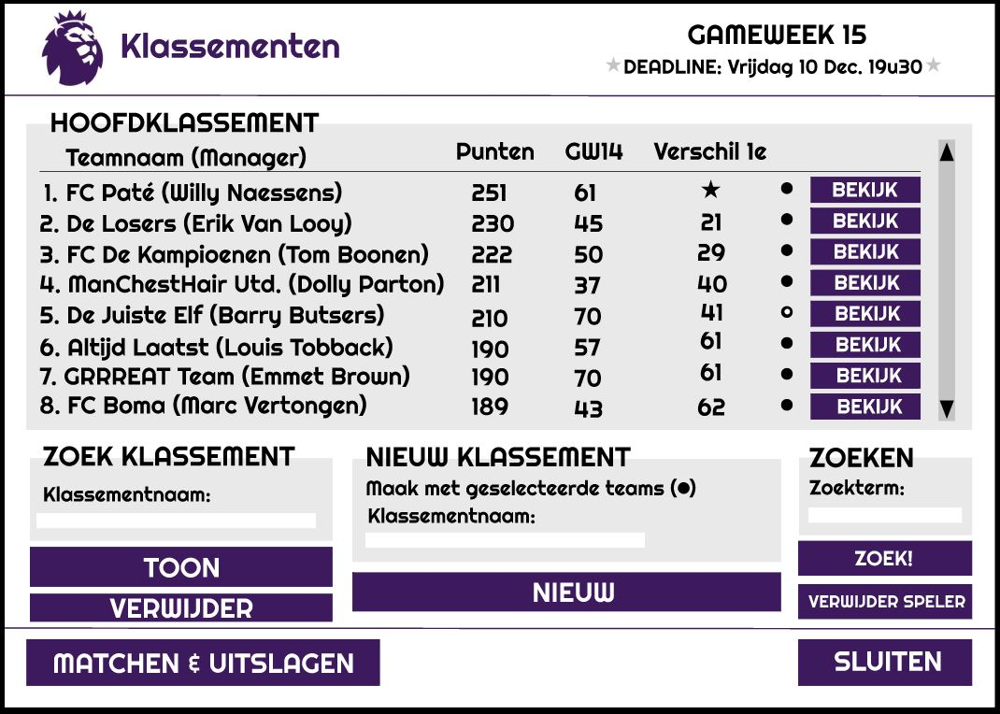 Klassementen
GAMEWEEK 15
★DEADLINE: Vrijdag 10 Dec. 19u30★
HOOFDKLASSEMENT
Teamnaam (Manager) Punten GW14 Verschil 1e ▲
1. FC Paté (Willy Naessens) 251 61 ★ ● BEKIJK
2. De Losers (Erik Van Looy) 230 45 21 ● BEKIJK
3. FC De Kampioenen (Tom Boonen) 222 50 29 ● BEKIJK
4. ManChestHair Utd. (Dolly Parton) 211 37 40 ● BEKIJK
5. De Juiste Elf (Barry Butsers) 210 70 41 ○ BEKIJK
6. Altijd Laatst (Louis Tobback) 190 57 61 ● BEKIJK
7. GRRREAT Team (Emmet Brown) 190 70 61 ● BEKIJK
8. FC Boma (Marc Vertongen) 189 43 62 ● BEKIJK ▼
ZOEK KLASSEMENT
Klassementnaam:
TOON
VERWIJDER
NIEUW KLASSEMENT
Maak met geselecteerde teams (●)
Klassementnaam:
NIEUW
ZOEKEN
Zoekterm:
ZOEK!
VERWIJDER SPELER
MATCHEN & UITSLAGEN
SLUITEN